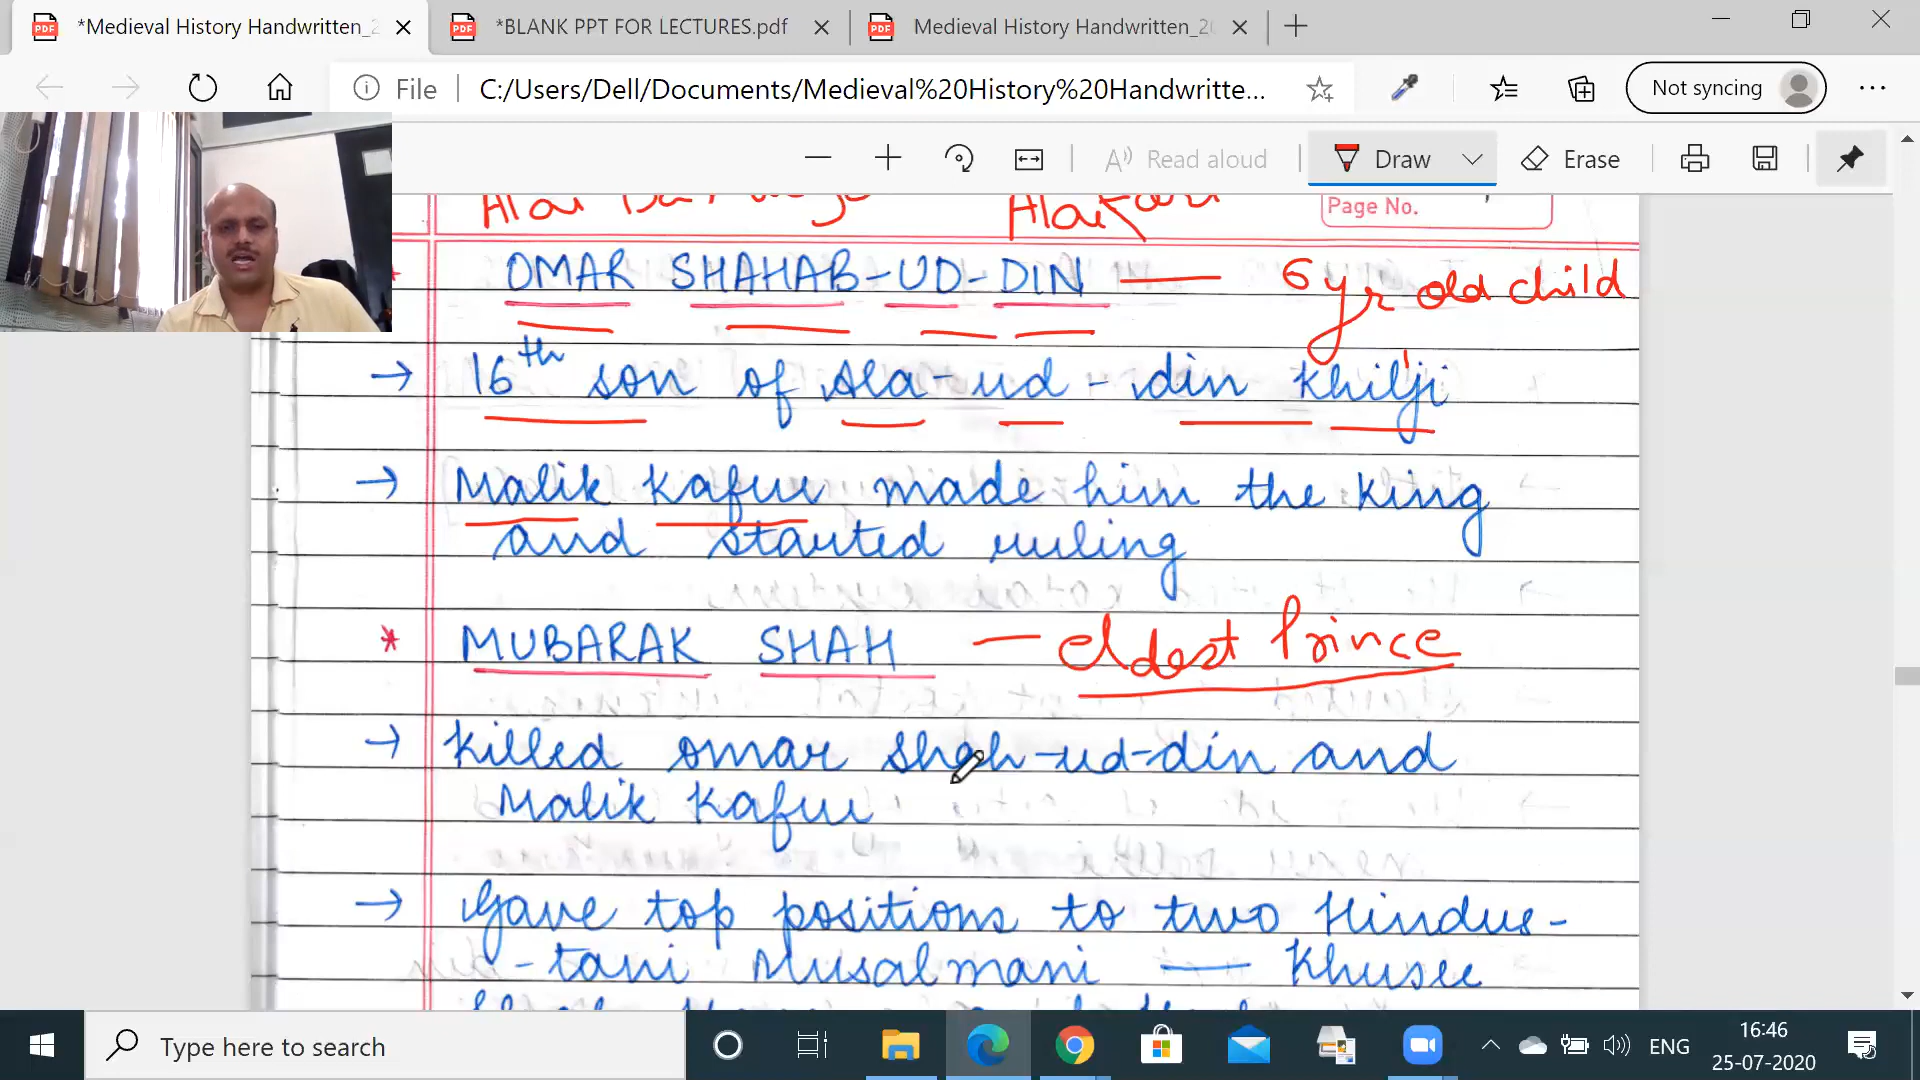 *Medieval History Handwritten_2
*BLANK PPT FOR LECTURES.pdf
Medieval History Handwritten_20
File
C:/Users/Dell/Documents/Medieval%20History%20Handwritte...
Not syncing
Read aloud
Draw
Erase
Alai
Page No.
OMAR SHAHAB-UD-DIN — 6 yr old child
→ 16th son of Ala-ud-din Khilji
→ Malik Kafur made him the king
and started ruling
* MUBARAK SHAH — eldest Prince
→ Killed omar Shah-ud-din and
Malik Kafur
→ Gave top positions to two Hindus-
-tani Musalmani — Khusee
Type here to search
ENG
16:46
25-07-2020